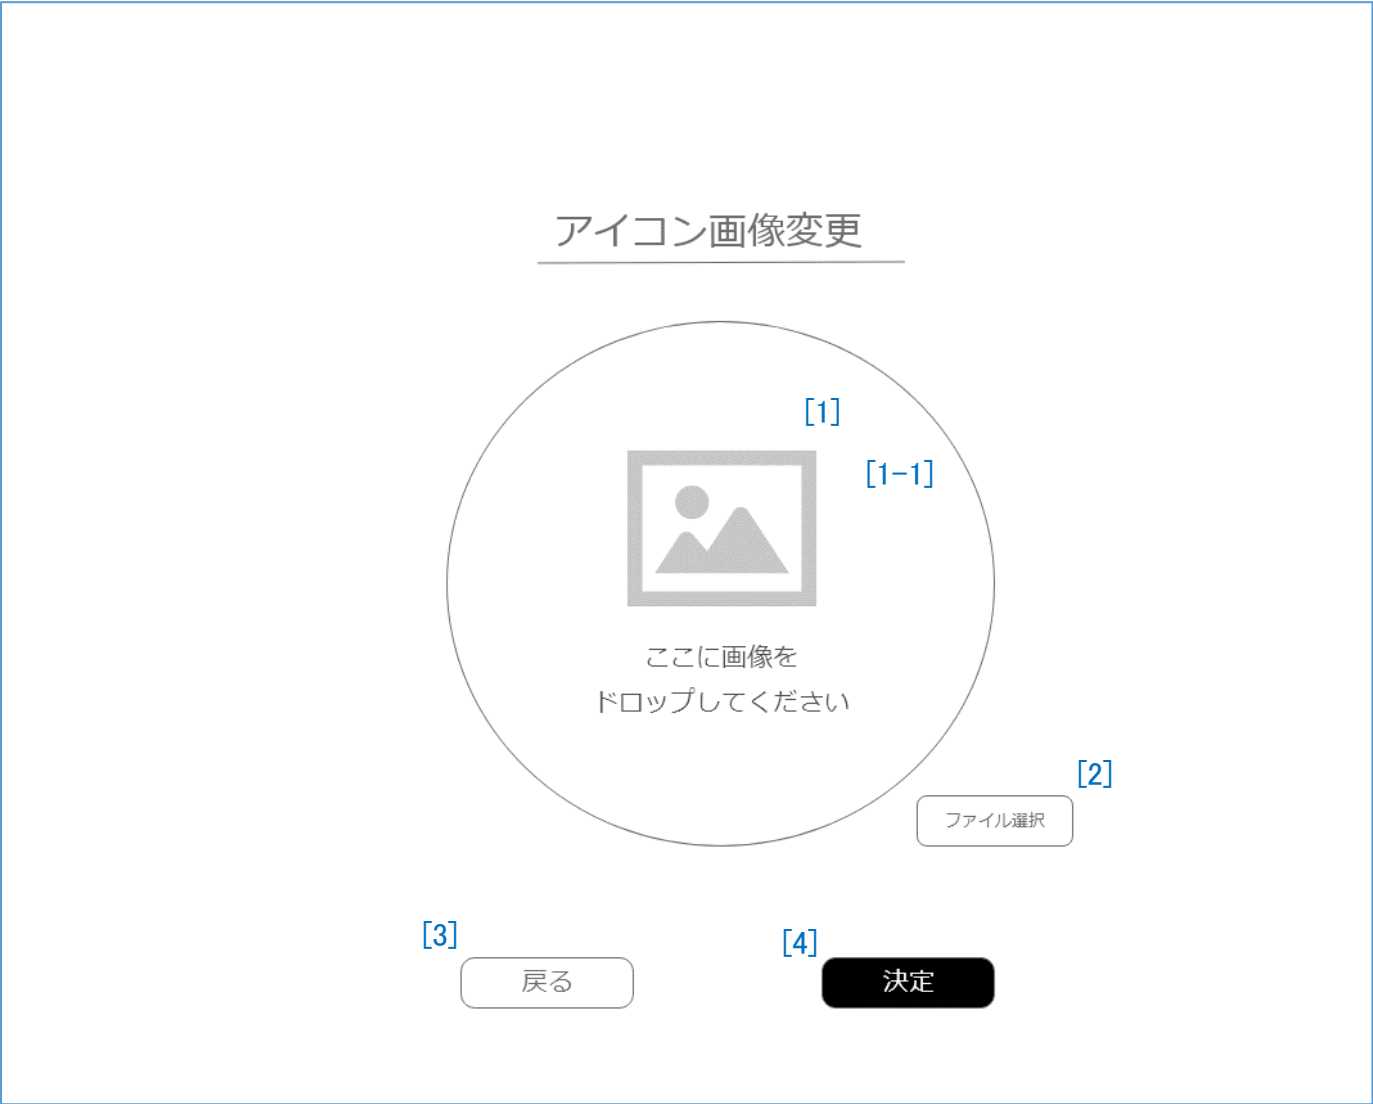 アイコン画像変更
[1]
[1-1]
ここに画像を
ドロップしてください
[2]
ファイル選択
[3]
[4]
戻る
決定